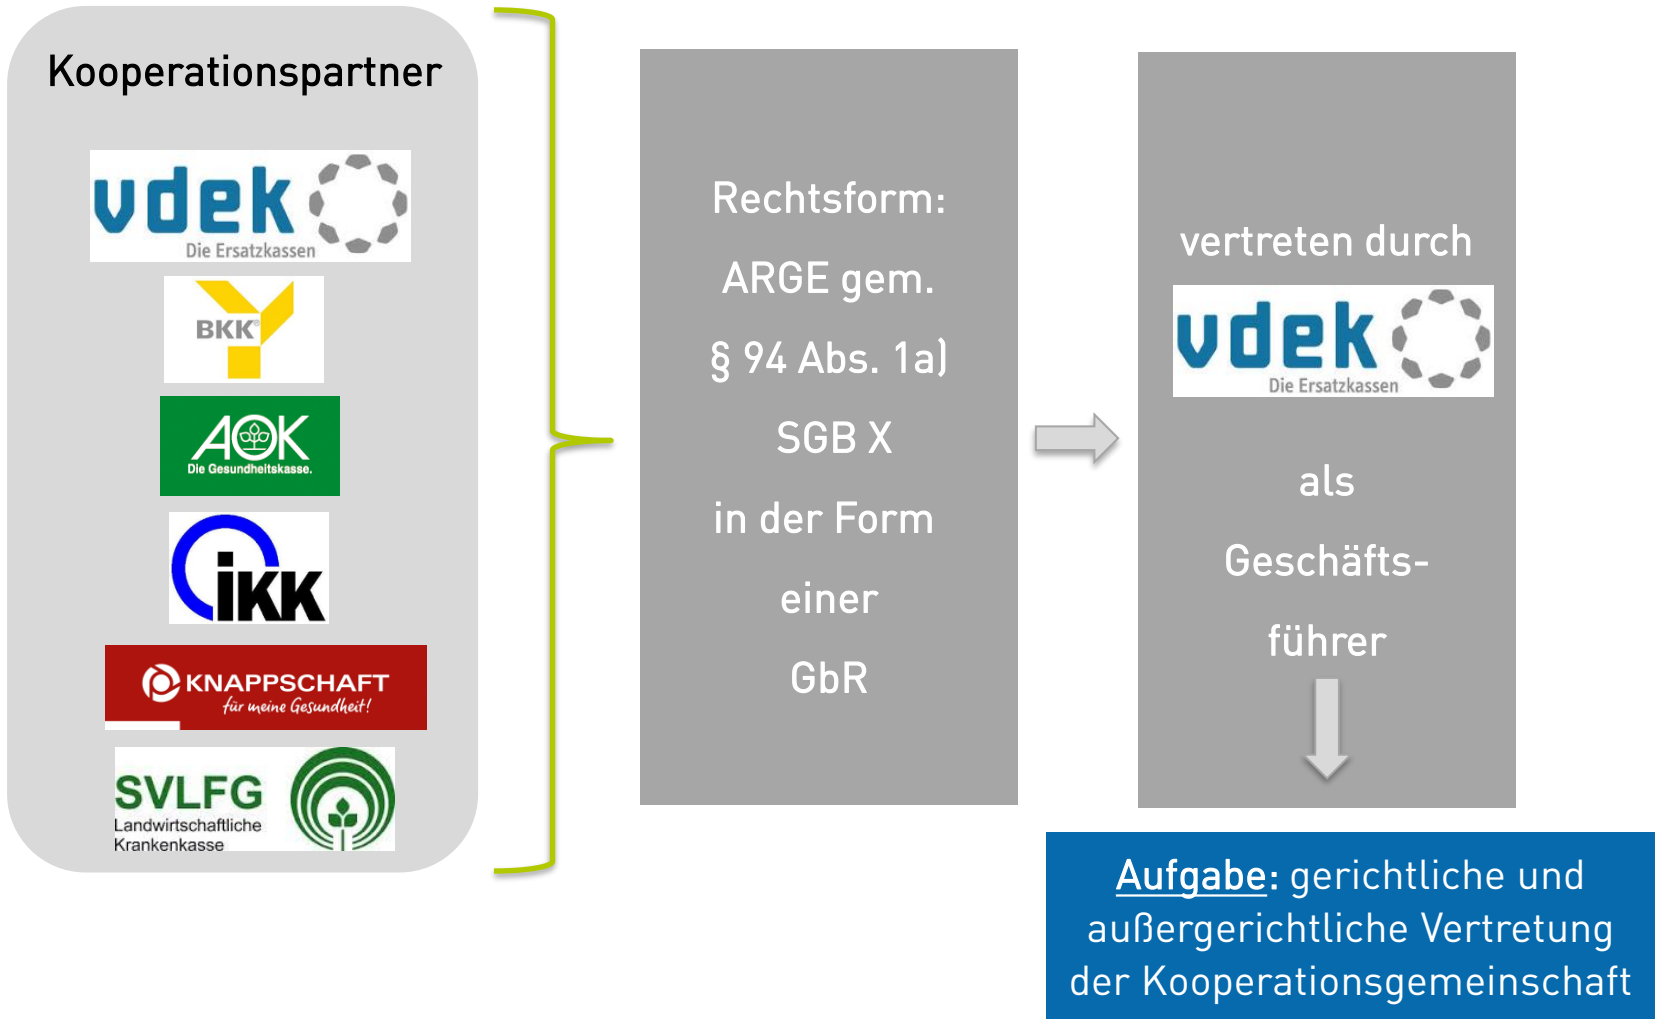 Kooperationspartner
vdek
Die Ersatzkassen
BKK®
AOK
Die Gesundheitskasse.
iKK
KNAPPSCHAFT
für meine Gesundheit!
SVLFG
Landwirtschaftliche
Krankenkasse
Rechtsform:
ARGE gem.
§ 94 Abs. 1a)
SGB X
in der Form
einer
GbR
vertreten durch
vdek
Die Ersatzkassen
als
Geschäfts-
führer
Aufgabe: gerichtliche und
außergerichtliche Vertretung
der Kooperationsgemeinschaft